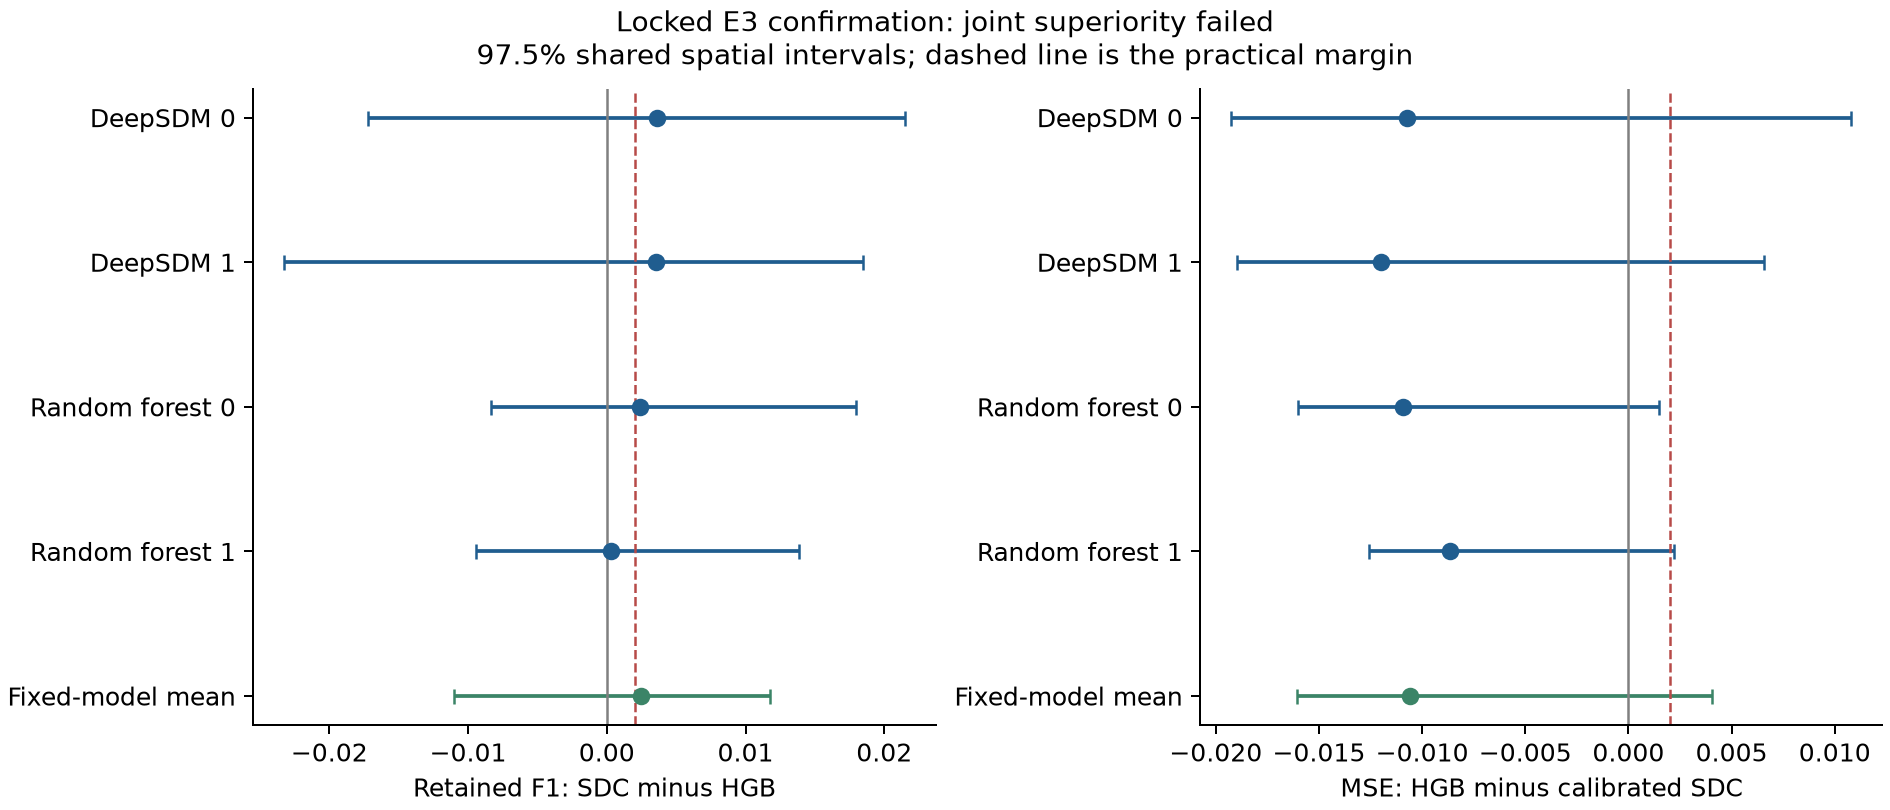 Locked E3 confirmation: joint superiority failed
97.5% shared spatial intervals; dashed line is the practical margin
DeepSDM 0
DeepSDM 1
Random forest 0
Random forest 1
Fixed-model mean
−0.02 −0.01 0.00 0.01 0.02
Retained F1: SDC minus HGB
DeepSDM 0
DeepSDM 1
Random forest 0
Random forest 1
Fixed-model mean
−0.020 −0.015 −0.010 −0.005 0.000 0.005 0.010
MSE: HGB minus calibrated SDC